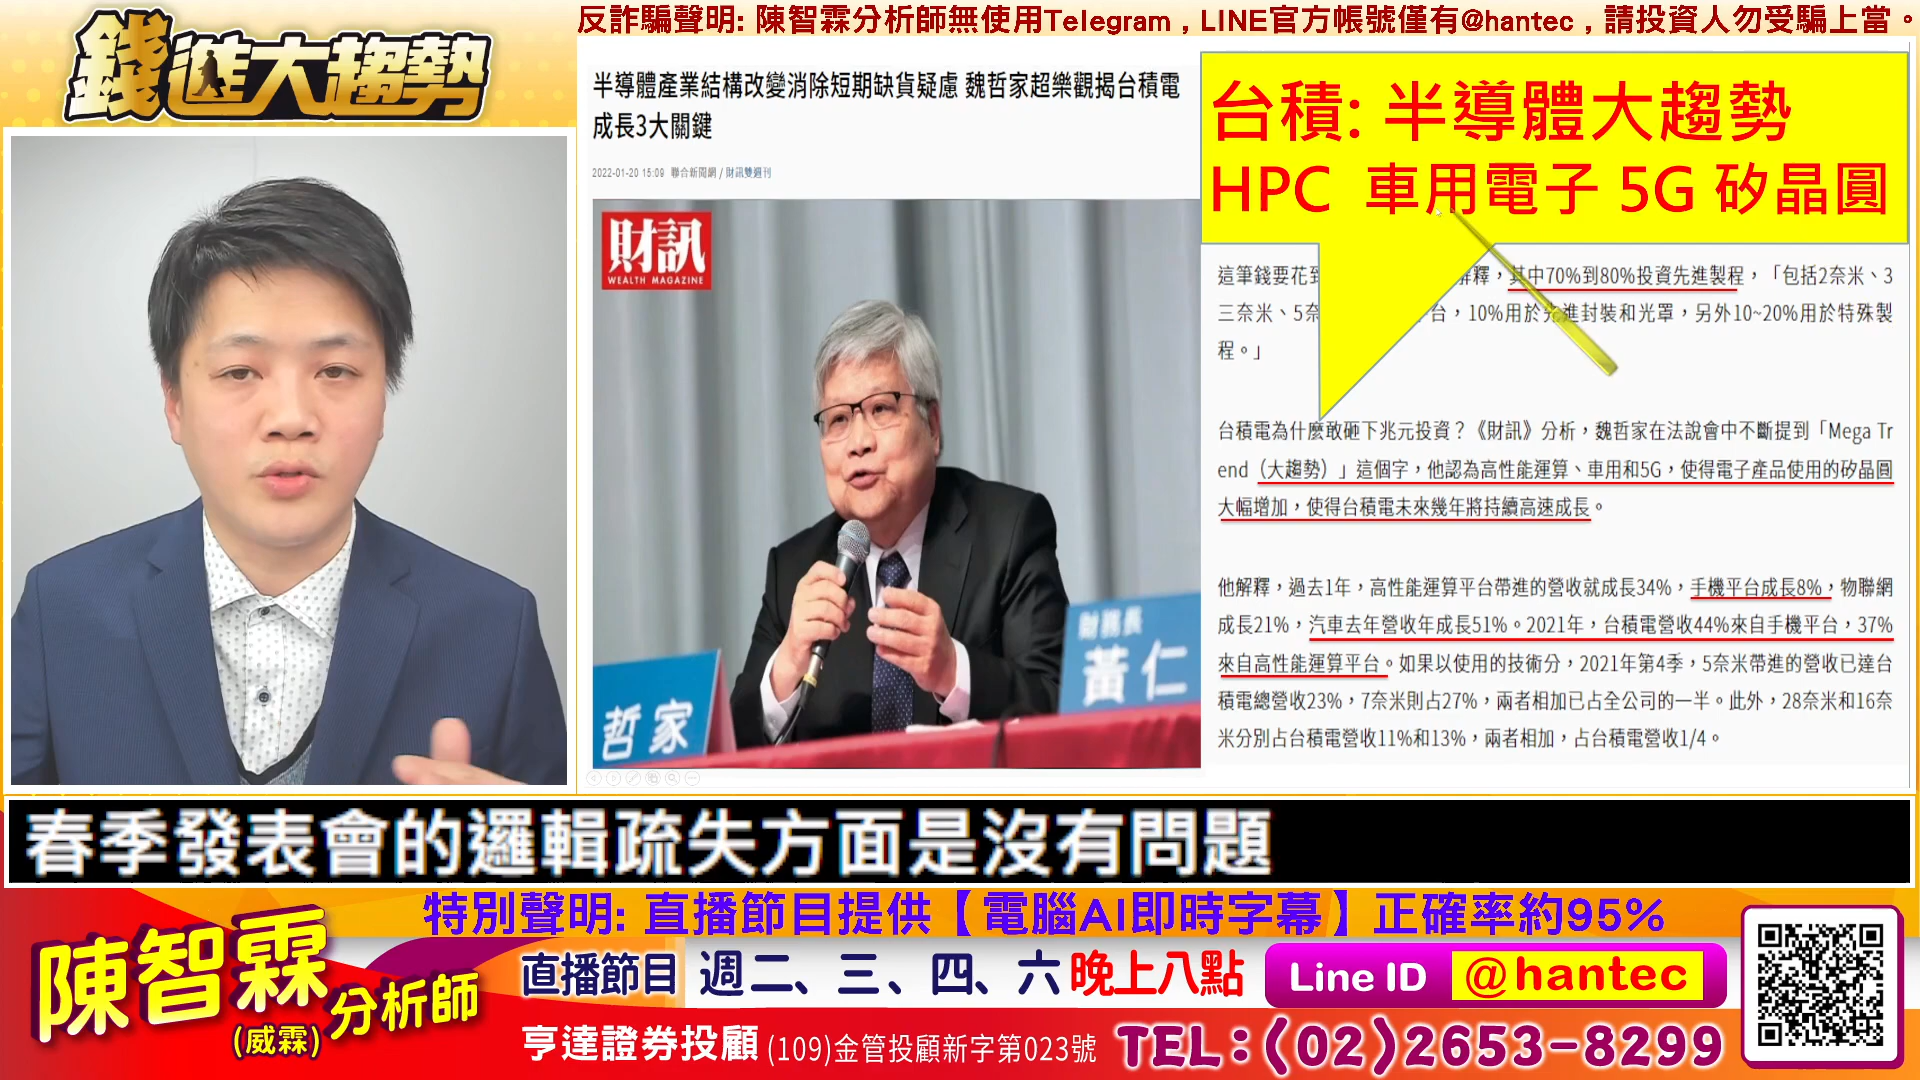 反詐騙聲明: 陳智霖分析師無使用Telegram , LINE官方帳號僅有@hantec , 請投資人勿受騙上當。
錢進大趨勢
半導體產業結構改變消除短期缺貨疑慮 魏哲家超樂觀揭台積電
成長3大關鍵
2022-01-20 15:09 聯合新聞網 / 財訊雙週刊
財訊
WEALTH MAGAZINE
哲家
財務長
黃仁
台積: 半導體大趨勢
HPC 車用電子 5G 矽晶圓
這筆錢要花到
解釋，其中70%到80%投資先進製程，「包括2奈米、3
三奈米、5奈
台，10%用於先進封裝和光罩，另外10~20%用於特殊製
程。」
台積電為什麼敢砸下兆元投資？《財訊》分析，魏哲家在法說會中不斷提到「Mega Tr
end（大趨勢）」這個字，他認為高性能運算、車用和5G，使得電子產品使用的矽晶圓
大幅增加，使得台積電未來幾年將持續高速成長。
他解釋，過去1年，高性能運算平台帶進的營收就成長34%，手機平台成長8%，物聯網
成長21%，汽車去年營收年成長51%。2021年，台積電營收44%來自手機平台，37%
來自高性能運算平台。如果以使用的技術分，2021年第4季，5奈米帶進的營收已達台
積電總營收23%，7奈米則占27%，兩者相加已占全公司的一半。此外，28奈米和16奈
米分別占台積電營收11%和13%，兩者相加，占台積電營收1/4。
春季發表會的邏輯疏失方面是沒有問題
特別聲明: 直播節目提供【電腦AI即時字幕】正確率約95%
陳智霖分析師
(威霖)
直播節目 週二、三、四、六 晚上八點
Line ID @hantec
亨達證券投顧 (109)金管投顧新字第023號 TEL:(02)2653-8299